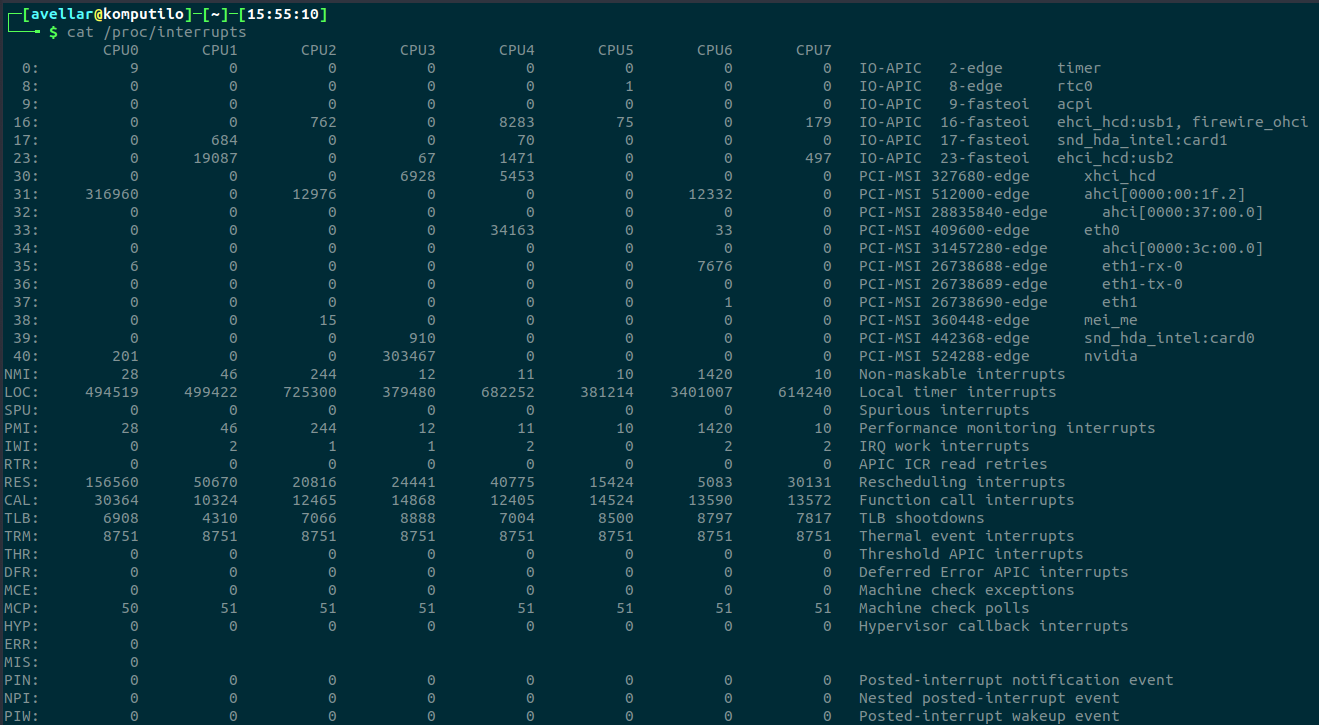 ┌─[avellar@komputilo]─[~]─[15:55:10]
└──╼ $ cat /proc/interrupts
           CPU0       CPU1       CPU2       CPU3       CPU4       CPU5       CPU6       CPU7
  0:          9          0          0          0          0          0          0          0   IO-APIC   2-edge      timer
  8:          0          0          0          0          0          1          0          0   IO-APIC   8-edge      rtc0
  9:          0          0          0          0          0          0          0          0   IO-APIC   9-fasteoi   acpi
 16:          0          0        762          0       8283         75          0        179   IO-APIC  16-fasteoi   ehci_hcd:usb1, firewire_ohci
 17:          0        684          0          0         70          0          0          0   IO-APIC  17-fasteoi   snd_hda_intel:card1
 23:          0      19087          0         67       1471          0          0        497   IO-APIC  23-fasteoi   ehci_hcd:usb2
 30:          0          0          0       6928       5453          0          0          0   PCI-MSI 327680-edge      xhci_hcd
 31:     316960          0      12976          0          0          0      12332          0   PCI-MSI 512000-edge      ahci[0000:00:1f.2]
 32:          0          0          0          0          0          0          0          0   PCI-MSI 28835840-edge      ahci[0000:37:00.0]
 33:          0          0          0          0      34163          0         33          0   PCI-MSI 409600-edge      eth0
 34:          0          0          0          0          0          0          0          0   PCI-MSI 31457280-edge      ahci[0000:3c:00.0]
 35:          6          0          0          0          0          0       7676          0   PCI-MSI 26738688-edge      eth1-rx-0
 36:          0          0          0          0          0          0          0          0   PCI-MSI 26738689-edge      eth1-tx-0
 37:          0          0          0          0          0          0          1          0   PCI-MSI 26738690-edge      eth1
 38:          0          0         15          0          0          0          0          0   PCI-MSI 360448-edge      mei_me
 39:          0          0          0        910          0          0          0          0   PCI-MSI 442368-edge      snd_hda_intel:card0
 40:        201          0          0     303467          0          0          0          0   PCI-MSI 524288-edge      nvidia
NMI:         28         46        244         12         11         10       1420         10   Non-maskable interrupts
LOC:     494519     499422     725300     379480     682252     381214    3401007     614240   Local timer interrupts
SPU:          0          0          0          0          0          0          0          0   Spurious interrupts
PMI:         28         46        244         12         11         10       1420         10   Performance monitoring interrupts
IWI:          0          2          1          1          2          0          2          2   IRQ work interrupts
RTR:          0          0          0          0          0          0          0          0   APIC ICR read retries
RES:     156560      50670      20816      24441      40775      15424       5083      30131   Rescheduling interrupts
CAL:      30364      10324      12465      14868      12405      14524      13590      13572   Function call interrupts
TLB:       6908       4310       7066       8888       7004       8500       8797       7817   TLB shootdowns
TRM:       8751       8751       8751       8751       8751       8751       8751       8751   Thermal event interrupts
THR:          0          0          0          0          0          0          0          0   Threshold APIC interrupts
DFR:          0          0          0          0          0          0          0          0   Deferred Error APIC interrupts
MCE:          0          0          0          0          0          0          0          0   Machine check exceptions
MCP:         50         51         51         51         51         51         51         51   Machine check polls
HYP:          0          0          0          0          0          0          0          0   Hypervisor callback interrupts
ERR:          0
MIS:          0
PIN:          0          0          0          0          0          0          0          0   Posted-interrupt notification event
NPI:          0          0          0          0          0          0          0          0   Nested posted-interrupt event
PIW:          0          0          0          0          0          0          0          0   Posted-interrupt wakeup event